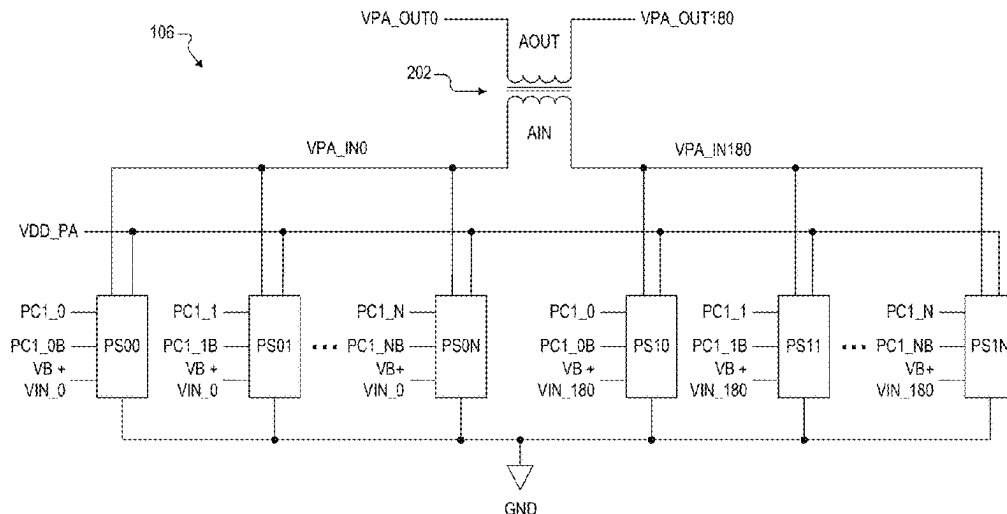 VPA_OUT0 VPA_OUT180
106
AOUT
202
AIN
VPA_IN0 VPA_IN180
VDD_PA
PC1_0 PC1_1 PC1_N PC1_0 PC1_1 PC1_N
PC1_0B PS00 PC1_1B PS01 ••• PC1_NB PS0N PC1_0B PS10 PC1_1B PS11 ••• PC1_NB PS1N
VB + VB + VB+ VB + VB + VB+
VIN_0 VIN_0 VIN_0 VIN_180 VIN_180 VIN_180
GND